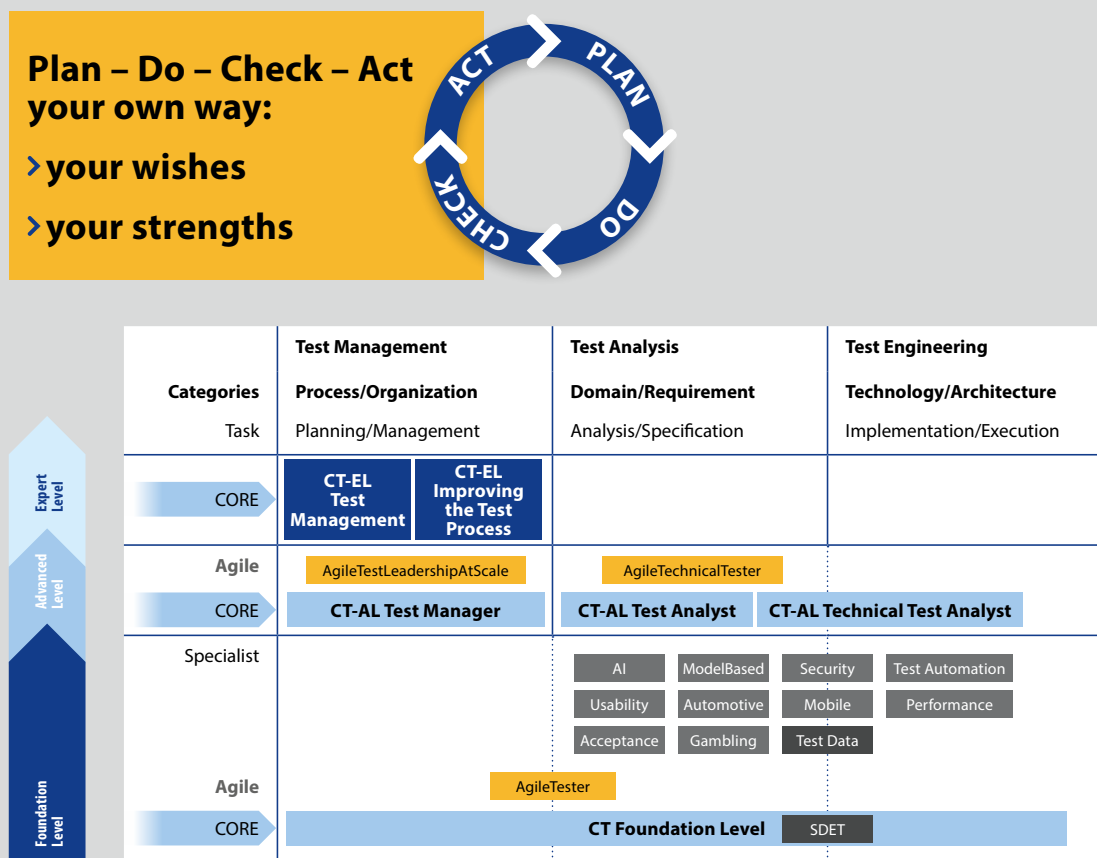 Plan – Do – Check – Act
your own way:
your wishes
your strengths
ACT
PLAN
DO
CHECK
Test Management
Test Analysis
Test Engineering
Categories
Process/Organization
Domain/Requirement
Technology/Architecture
Task
Planning/Management
Analysis/Specification
Implementation/Execution
Expert
Level
CORE
CT-EL
Test
Management
CT-EL
Improving
the Test
Process
Advanced
Level
Agile
AgileTestLeadershipAtScale
AgileTechnicalTester
CORE
CT-AL Test Manager
CT-AL Test Analyst
CT-AL Technical Test Analyst
Specialist
AI
ModelBased
Security
Test Automation
Usability
Automotive
Mobile
Performance
Acceptance
Gambling
Test Data
Foundation
Level
Agile
AgileTester
CORE
CT Foundation Level
SDET